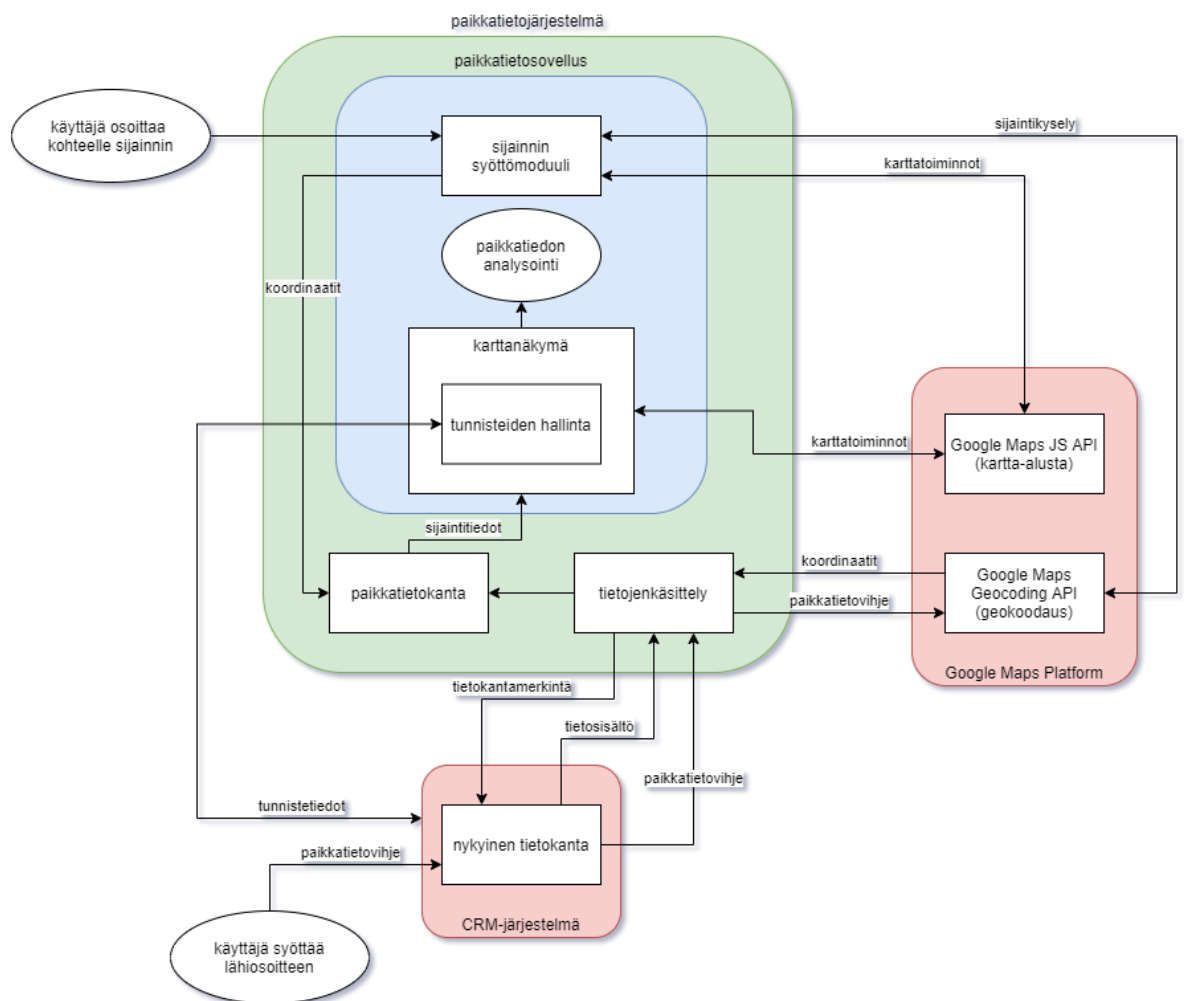 paikkatietojärjestelmä
paikkatietosovellus
käyttäjä osoittaa
kohteelle sijainnin
sijainnin
syöttömoduuli
sijaintikysely
karttatoiminnot
paikkatiedon
analysointi
koordinaatit
karttanäkymä
tunnisteiden hallinta
karttatoiminnot
Google Maps JS API
(kartta-alusta)
sijaintitiedot
paikkatietokanta
tietojenkäsittely
koordinaatit
paikkatietovihje
Google Maps
Geocoding API
(geokoodaus)
Google Maps Platform
tietokantamerkintä
tietosisältö
paikkatietovihje
tunnistetiedot
paikkatietovihje
nykyinen tietokanta
CRM-järjestelmä
käyttäjä syöttää
lähiosoitteen